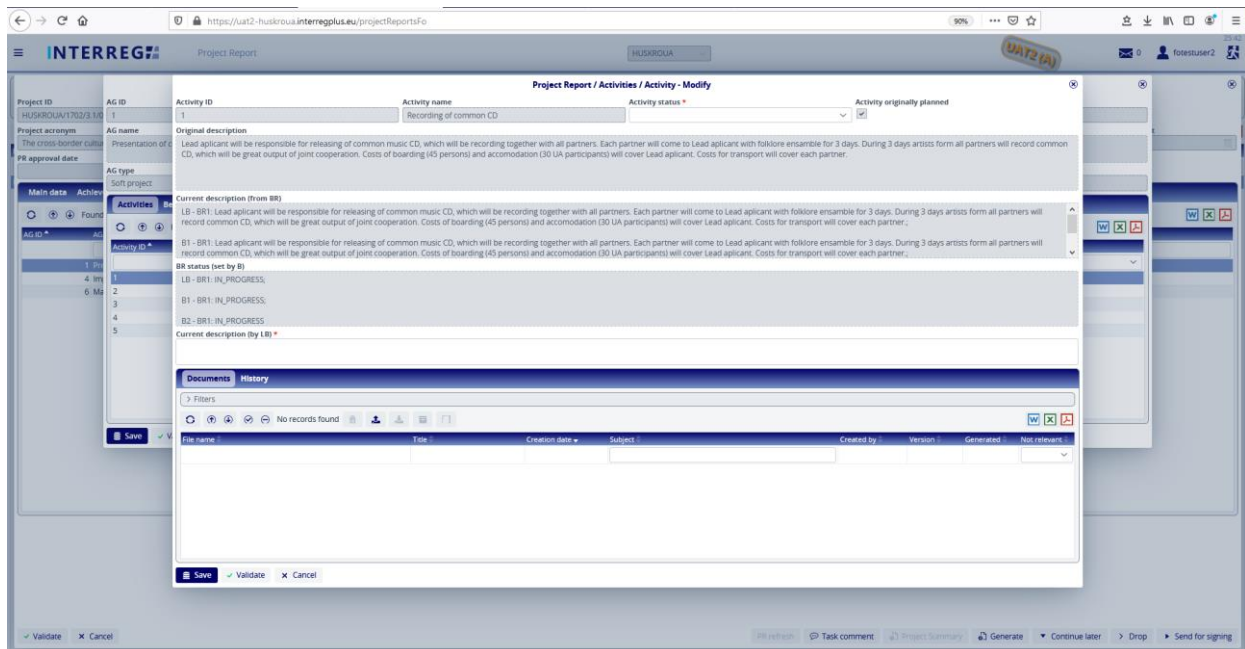 https://uat2-huskroua.interregplus.eu/projectReportsFo
90%
INTERREG
Project Report
HUSKROUA
UAT2 (A)
0
fotestuser2
25:42
Project Report / Activities / Activity - Modify
Project ID
HUSKROUA/1702/3.1/0
Project acronym
The cross-border cultu
PR approval date
Main data Achiev
Found
AG ID
AG
1 Pr
4 Im
6 Ma
AG ID
1
AG name
Presentation of c
AG type
Soft project
Activities Be
Activity ID
1
2
3
4
5
Save
Activity ID
Activity name
Activity status *
Activity originally planned
1
Recording of common CD
Original description
Lead aplicant will be responsible for releasing of common music CD, which will be recording together with all partners. Each partner will come to Lead aplicant with folklore ensamble for 3 days. During 3 days artists form all partners will record common
CD, which will be great output of joint cooperation. Costs of boarding (45 persons) and accomodation (30 UA participants) will cover Lead aplicant. Costs for transport will cover each partner.
Current description (from BR)
LB - BR1: Lead aplicant will be responsible for releasing of common music CD, which will be recording together with all partners. Each partner will come to Lead aplicant with folklore ensamble for 3 days. During 3 days artists form all partners will
record common CD, which will be great output of joint cooperation. Costs of boarding (45 persons) and accomodation (30 UA participants) will cover Lead aplicant. Costs for transport will cover each partner.;
B1 - BR1: Lead aplicant will be responsible for releasing of common music CD, which will be recording together with all partners. Each partner will come to Lead aplicant with folklore ensamble for 3 days. During 3 days artists form all partners will
record common CD, which will be great output of joint cooperation. Costs of boarding (45 persons) and accomodation (30 UA participants) will cover Lead aplicant. Costs for transport will cover each partner.;
BR status (set by B)
LB - BR1: IN_PROGRESS;
B1 - BR1: IN_PROGRESS;
B2 - BR1: IN_PROGRESS
Current description (by LB) *
Documents History
> Filters
No records found
W X
File name
Title
Creation date
Subject
Created by
Version
Generated
Not relevant
Save
Validate
Cancel
W X
W X
Validate
Cancel
PR refresh
Task comment
Project Summary
Generate
Continue later
Drop
Send for signing